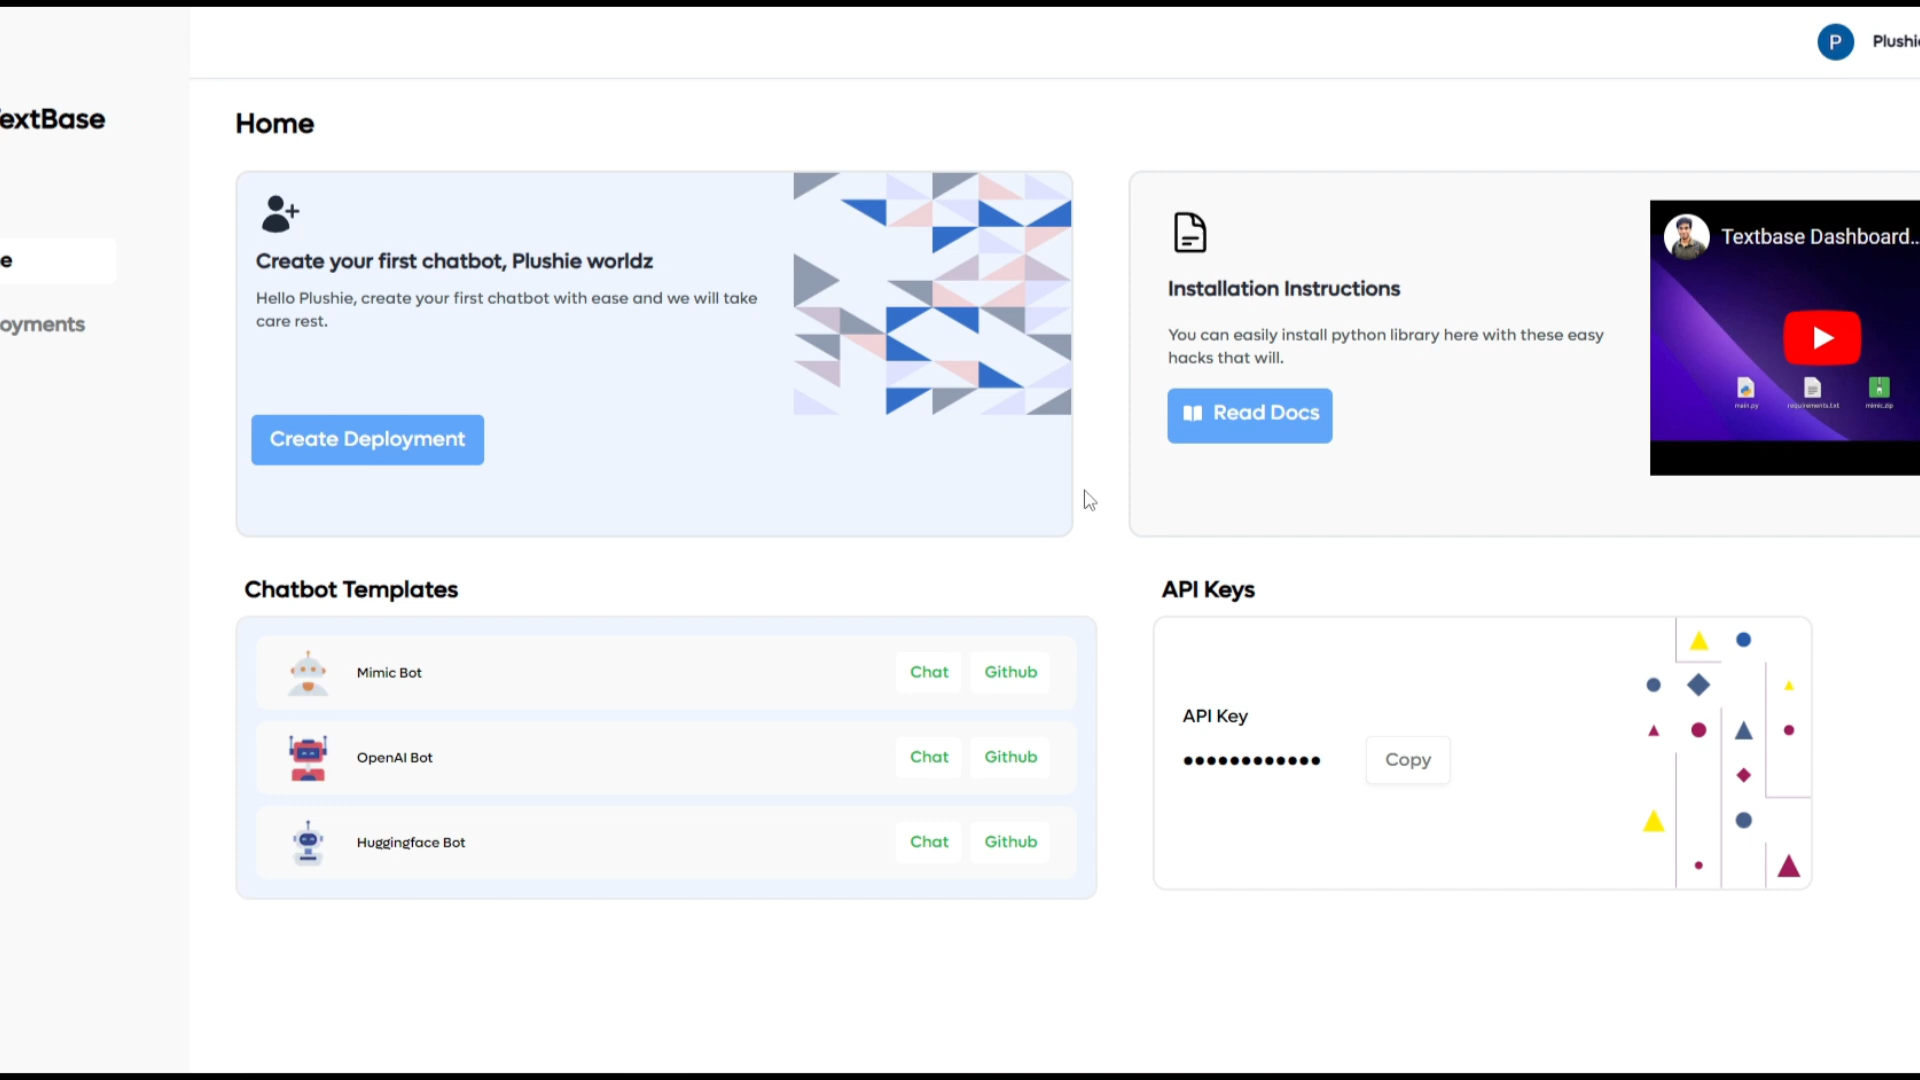 P
Plushie
TextBase
Home
Create your first chatbot, Plushie worldz
Hello Plushie, create your first chatbot with ease and we will take
care rest.
Create Deployment
oyments
Installation Instructions
You can easily install python library here with these easy
hacks that will.
Read Docs
Textbase Dashboard...
main.py
requirements.txt
mimic.zip
Chatbot Templates
Mimic Bot
Chat
Github
OpenAI Bot
Chat
Github
Huggingface Bot
Chat
Github
API Keys
API Key
Copy